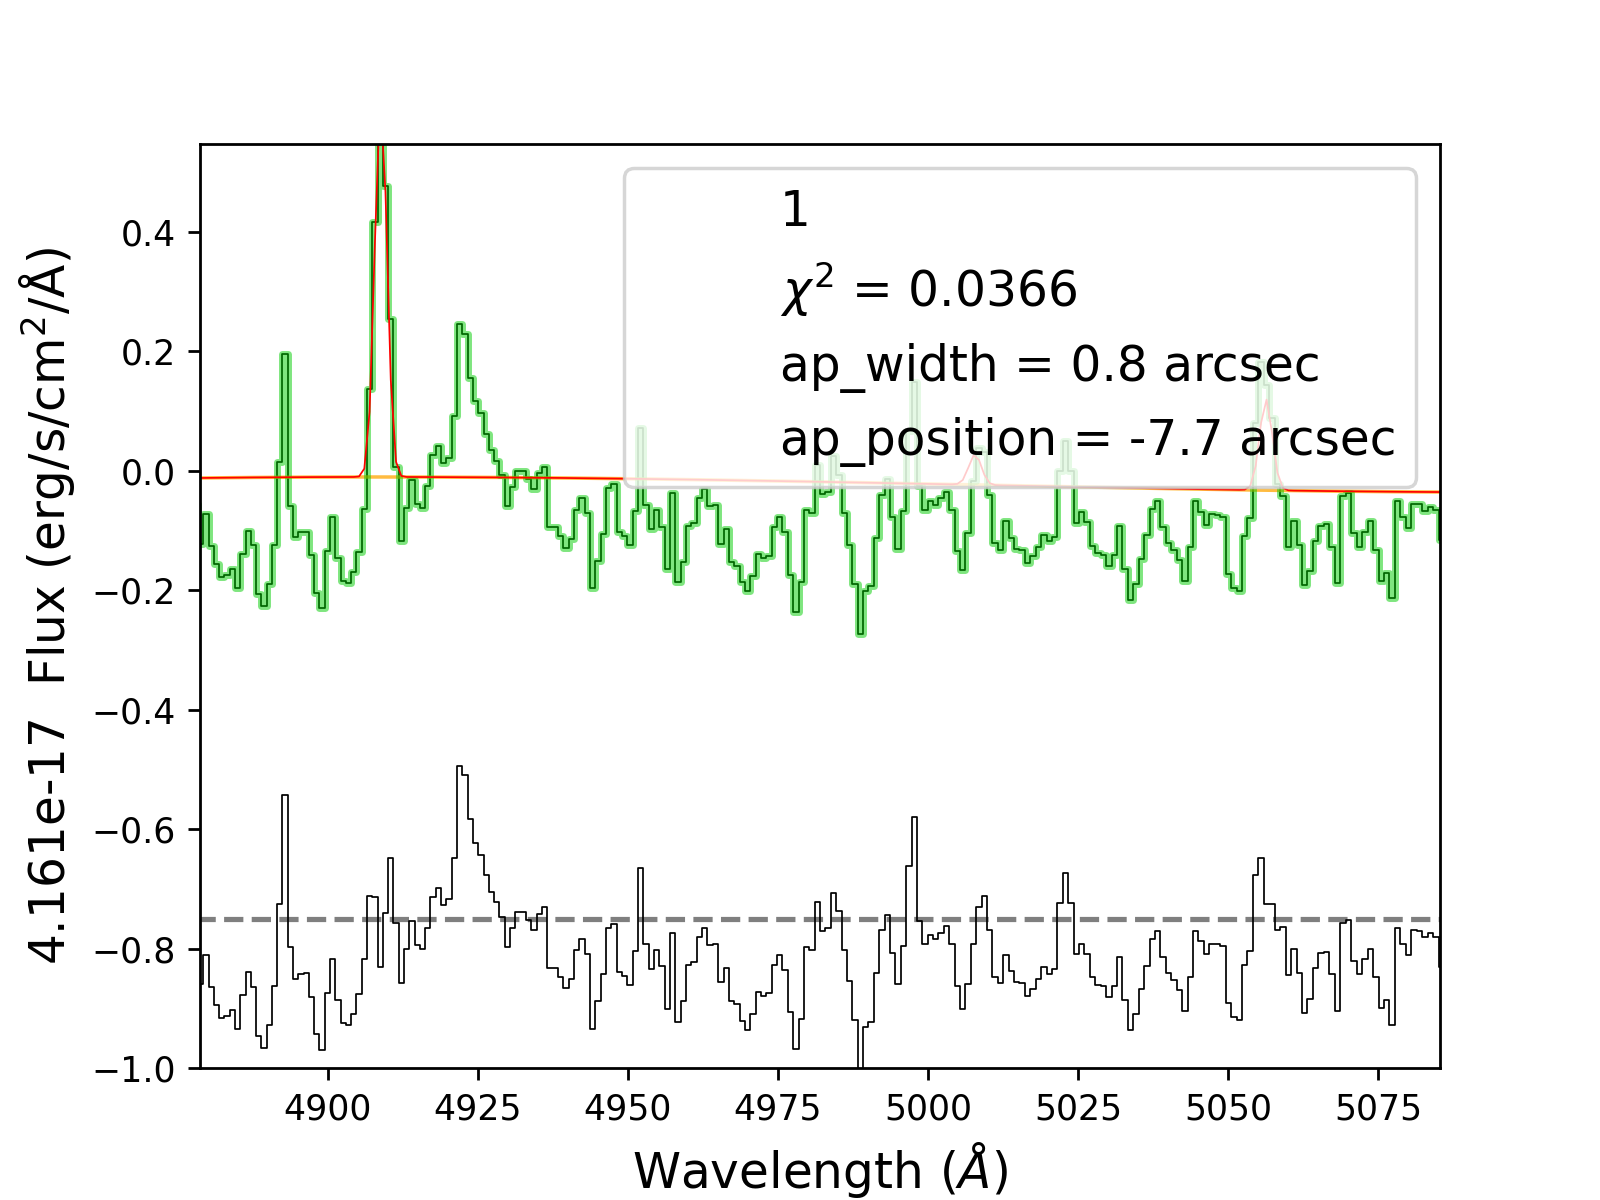 1
χ² = 0.0366
ap_width = 0.8 arcsec
ap_position = -7.7 arcsec
4.161e-17 Flux (erg/s/cm²/Å)
0.4
0.2
0.0
−0.2
−0.4
−0.6
−0.8
−1.0
4900 4925 4950 4975 5000 5025 5050 5075
Wavelength (Å)